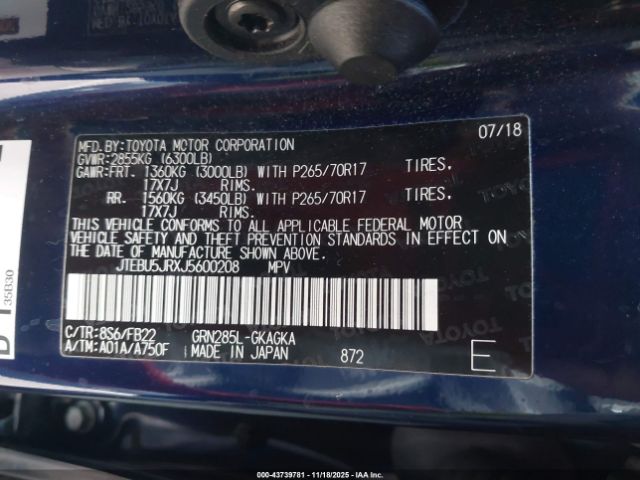 MFD.BY:TOYOTA MOTOR CORPORATION 07/18
GVWR:2855KG (6300LB)
GAWR:FRT. 1360KG (3000LB) WITH P265/70R17 TIRES.
17X7J RIMS.
RR. 1560KG (3450LB) WITH P265/70R17 TIRES.
17X7J RIMS.
THIS VEHICLE CONFORMS TO ALL APPLICABLE FEDERAL MOTOR
VEHICLE SAFETY AND THEFT PREVENTION STANDARDS IN EFFECT ON
THE DATE OF MANUFACTURE SHOWN ABOVE.
JTEBU5JRXJ5600208 MPV
C/TR:8S6/FB22 GRN285L-GKAGKA
A/TM:A01A/A750F MADE IN JAPAN 872 E
35B30
000-43739781 - 11/18/2025 - IAA Inc.